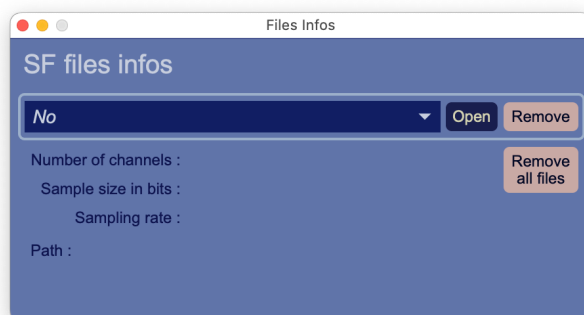 Files Infos
SF files infos
No
Open
Remove
Number of channels :
Remove
all files
Sample size in bits :
Sampling rate :
Path :